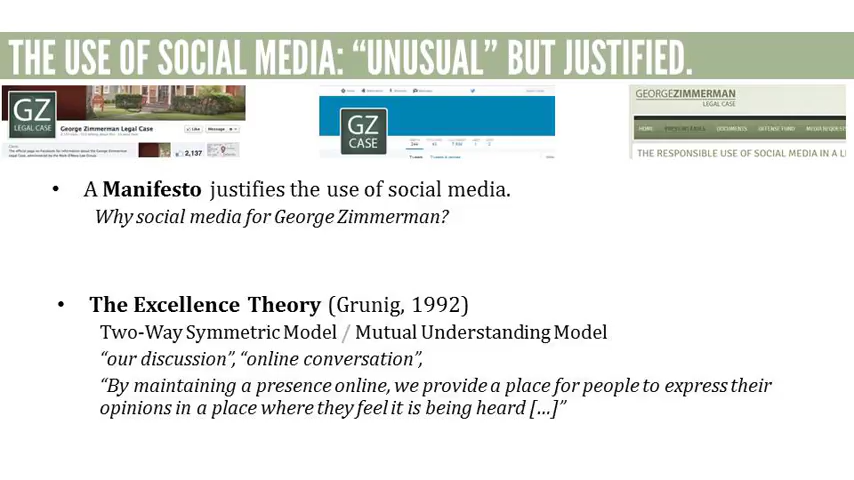 THE USE OF SOCIAL MEDIA: “UNUSUAL” BUT JUSTIFIED.
GZ
LEGAL CASE
George Zimmerman Legal Case
Like
Message
2,137
GZ
CASE
GEORGEZIMMERMAN
LEGAL CASE
HOME
DOCUMENTS
DEFENSE FUND
MEDIA REQUEST
THE RESPONSIBLE USE OF SOCIAL MEDIA IN A L
• A Manifesto justifies the use of social media.
Why social media for George Zimmerman?
• The Excellence Theory (Grunig, 1992)
Two-Way Symmetric Model / Mutual Understanding Model
“our discussion”, “online conversation”,
“By maintaining a presence online, we provide a place for people to express their
opinions in a place where they feel it is being heard [...]”